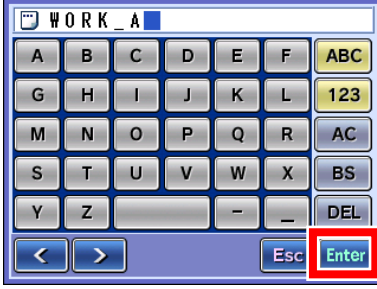 WORK_A
A B C D E F ABC
G H I J K L 123
M N O P Q R AC
S T U V W X BS
Y Z - _ DEL
< > Esc Enter